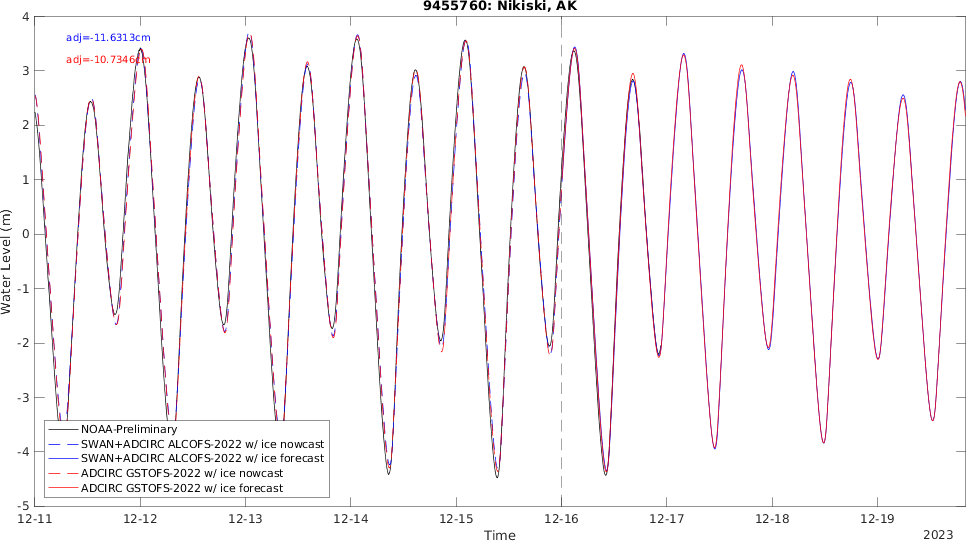 9455760: Nikiski, AK
adj=-11.6313cm
adj=-10.7346cm
4
3
2
1
0
-1
-2
-3
-4
-5
Water Level (m)
NOAA-Preliminary
SWAN+ADCIRC ALCOFS-2022 w/ ice nowcast
SWAN+ADCIRC ALCOFS-2022 w/ ice forecast
ADCIRC GSTOFS-2022 w/ ice nowcast
ADCIRC GSTOFS-2022 w/ ice forecast
12-11 12-12 12-13 12-14 12-15 12-16 12-17 12-18 12-19
Time
2023